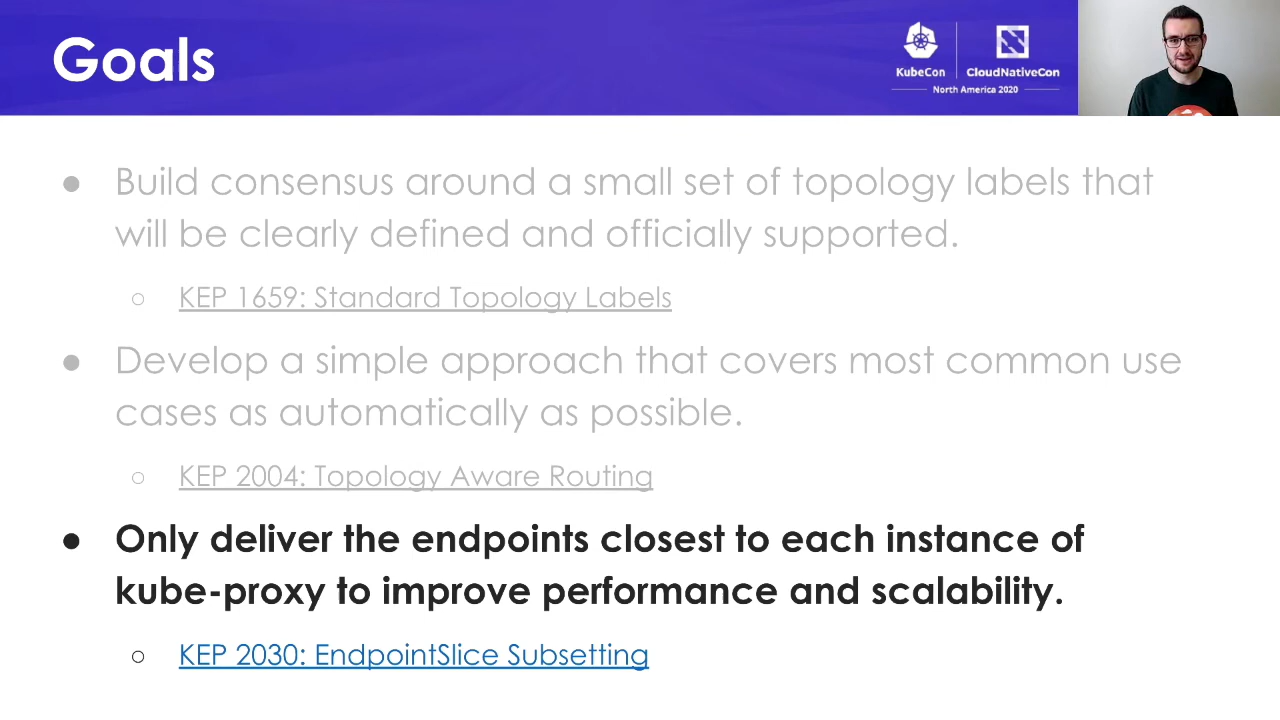 Goals
KubeCon
CloudNativeCon
North America 2020
● Build consensus around a small set of topology labels that
will be clearly defined and officially supported.
○ KEP 1659: Standard Topology Labels
● Develop a simple approach that covers most common use
cases as automatically as possible.
○ KEP 2004: Topology Aware Routing
● Only deliver the endpoints closest to each instance of
kube-proxy to improve performance and scalability.
○ KEP 2030: EndpointSlice Subsetting